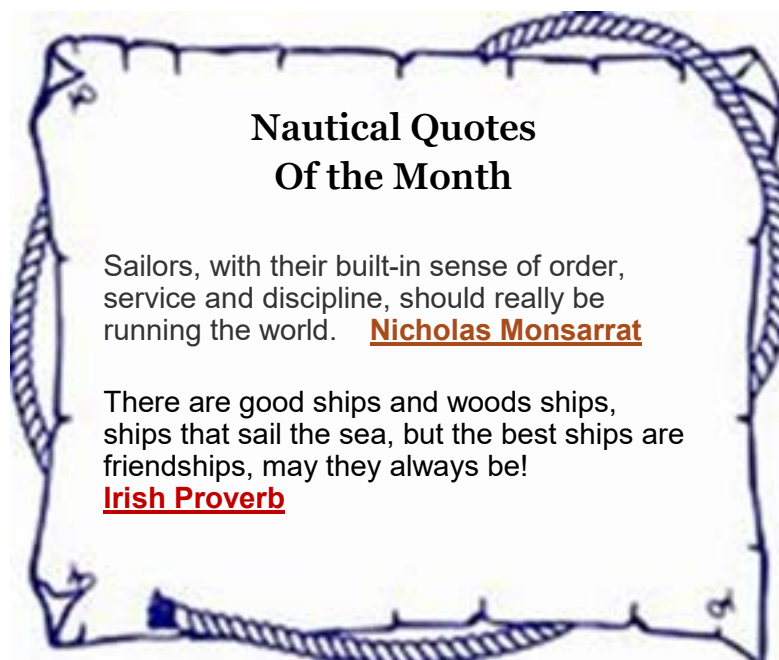 Nautical Quotes
Of the Month
Sailors, with their built-in sense of order,
service and discipline, should really be
running the world. Nicholas Monsarrat
There are good ships and woods ships,
ships that sail the sea, but the best ships are
friendships, may they always be!
Irish Proverb